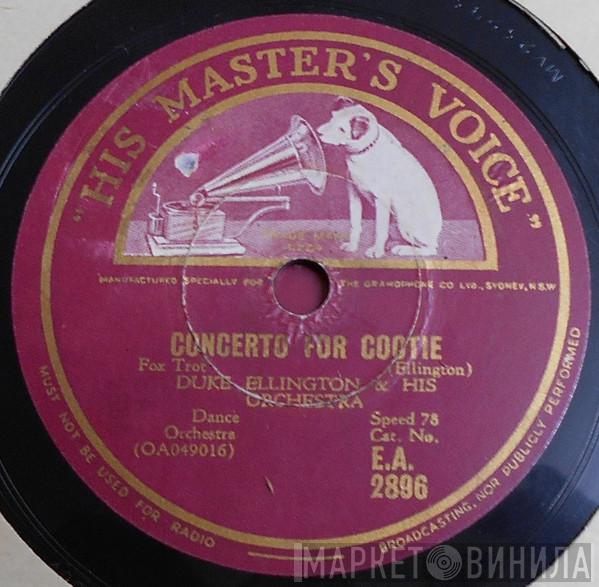 "HIS MASTER'S VOICE"
TRADE MARK
MANUFACTURED SPECIALLY FOR THE GRAMOPHONE CO LTD., SYDNEY, N.S.W
CONCERTO FOR COOTIE
Fox Trot (Ellington)
DUKE ELLINGTON & HIS
ORCHESTRA
Dance Speed 78
Orchestra Cat. No.
(OA049016) E.A.
2896
MUST NOT BE USED FOR RADIO BROADCASTING, NOR PUBLICLY PERFORMED
МАРКЕТ ВИНИЛА